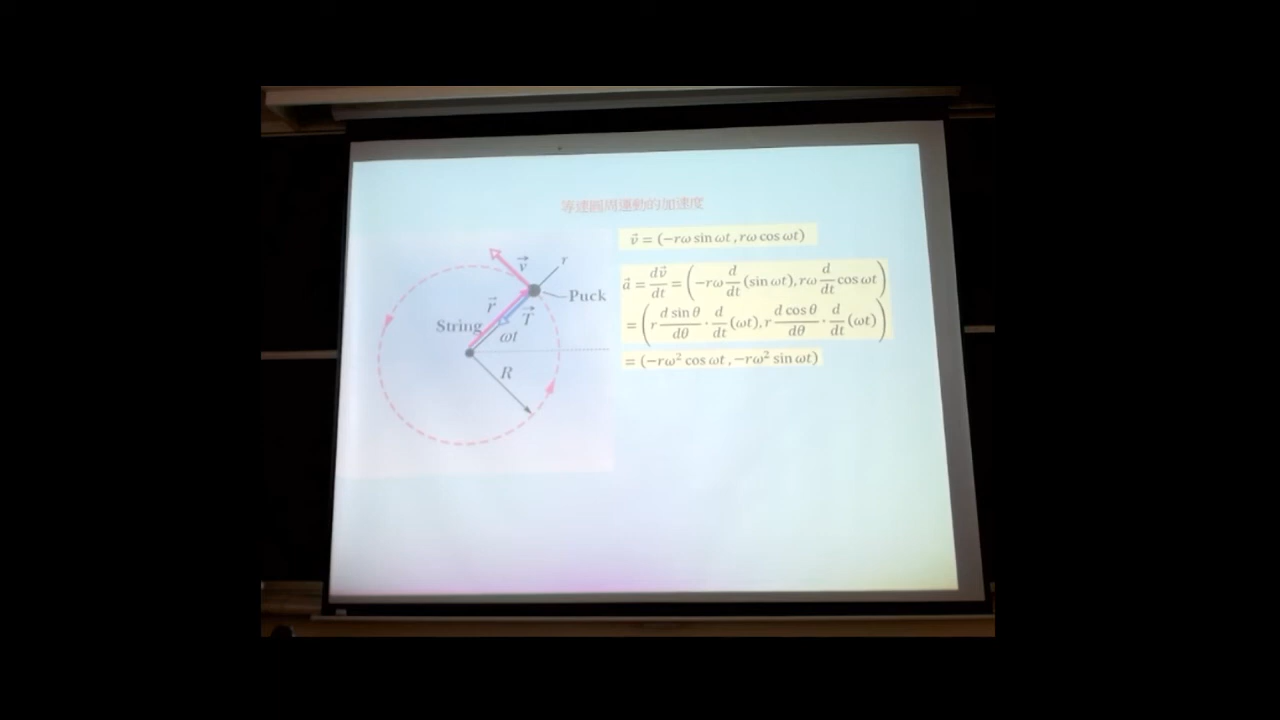 等速圓周運動的加速度
v⃗ = (−rω sin ωt , rω cos ωt)
a⃗ = dv⃗/dt = (−rω d/dt (sin ωt), rω d/dt cos ωt)
= (r d sin θ/dθ · d/dt (ωt), r d cos θ/dθ · d/dt (ωt))
= (−rω² cos ωt , −rω² sin ωt)
v⃗
r
Puck
r⃗
T⃗
String
ωt
R